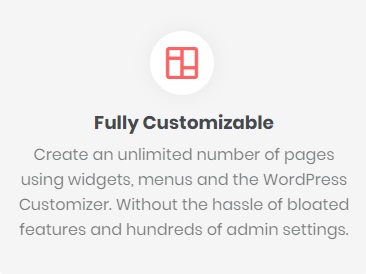 Fully Customizable
Create an unlimited number of pages
using widgets, menus and the WordPress
Customizer. Without the hassle of bloated
features and hundreds of admin settings.